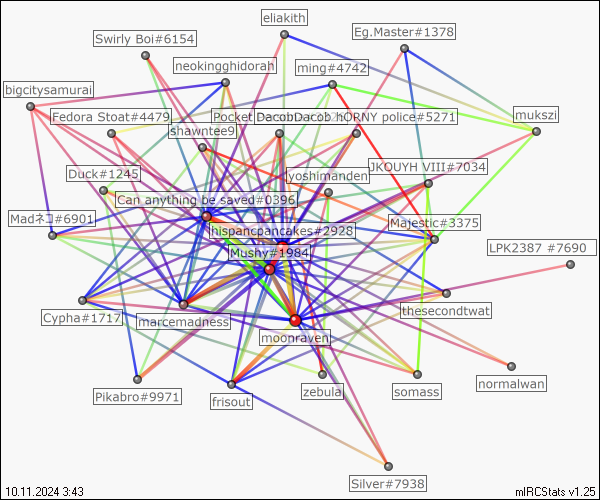 eliakith
Swirly Boi#6154
Eg.Master#1378
neokingghidorah
ming#4742
bigcitysamurai
Fedora Stoat#4479
Pocket Dacob
HORNY police#5271
mukszi
shawntee9
Duck#1245
yoshimanden
JKOUYH VIII#7034
Can anything be saved#0396
Madネコ#6901
Majestic#3375
hispancpancakes#2928
LPK2387 #7690
Mushy#1984
Cypha#1717
marcemadness
thesecondtwat
moonraven
Pikabro#9971
frisout
zebula
somass
normalwan
Silver#7938
10.11.2024 3:43
mIRCStats v1.25